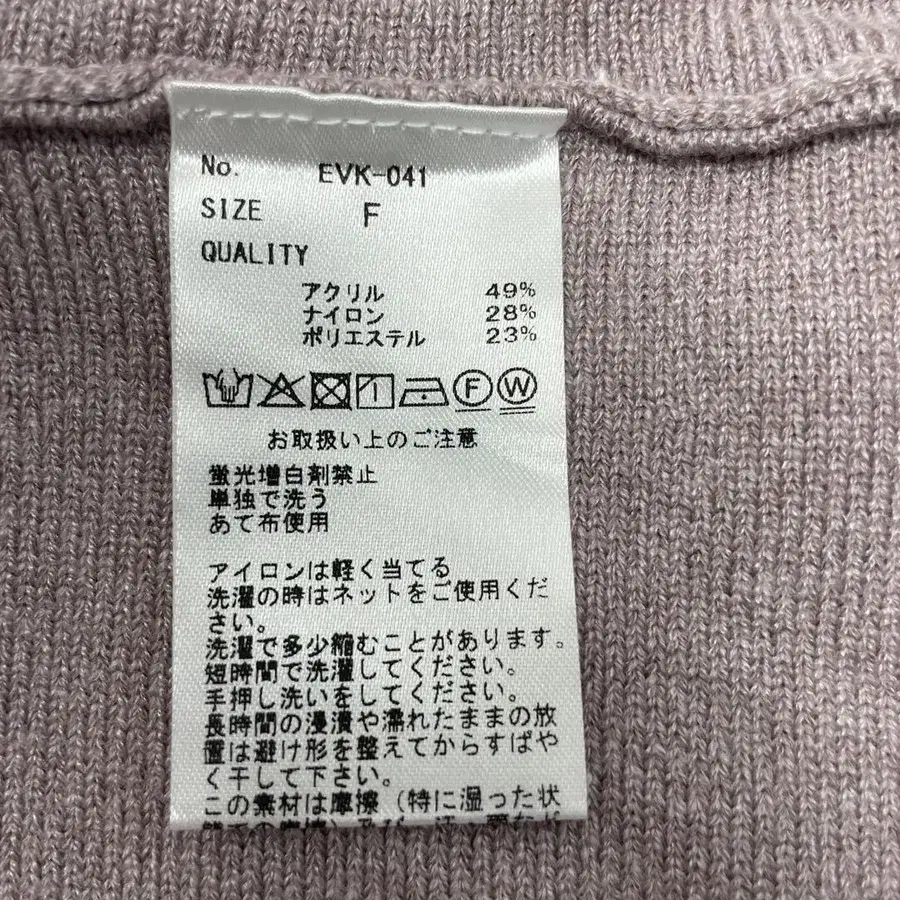 No. EVK-041
SIZE F
QUALITY
アクリル 49%
ナイロン 28%
ポリエステル 23%
F W
お取扱い上のご注意
蛍光増白剤禁止
単独で洗う
あて布使用
アイロンは軽く当てる
洗濯の時はネットをご使用くだ
さい。
洗濯で多少縮むことがあります。
短時間で洗濯してください。
手押し洗いをしてください。
長時間の浸漬や濡れたままの放
置は避け形を整えてからすばや
く干して下さい。
この素材は摩擦（特に湿った状